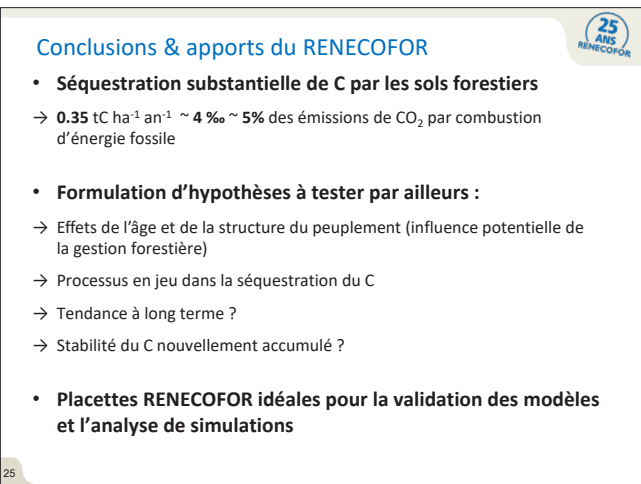 25
ANS
RENECOFOR
Conclusions & apports du RENECOFOR
• Séquestration substantielle de C par les sols forestiers
→ 0.35 tC ha⁻¹ an⁻¹ ~ 4 ‰ ~ 5% des émissions de CO₂ par combustion
d’énergie fossile
• Formulation d’hypothèses à tester par ailleurs :
→ Effets de l’âge et de la structure du peuplement (influence potentielle de
la gestion forestière)
→ Processus en jeu dans la séquestration du C
→ Tendance à long terme ?
→ Stabilité du C nouvellement accumulé ?
• Placettes RENECOFOR idéales pour la validation des modèles
et l’analyse de simulations
25